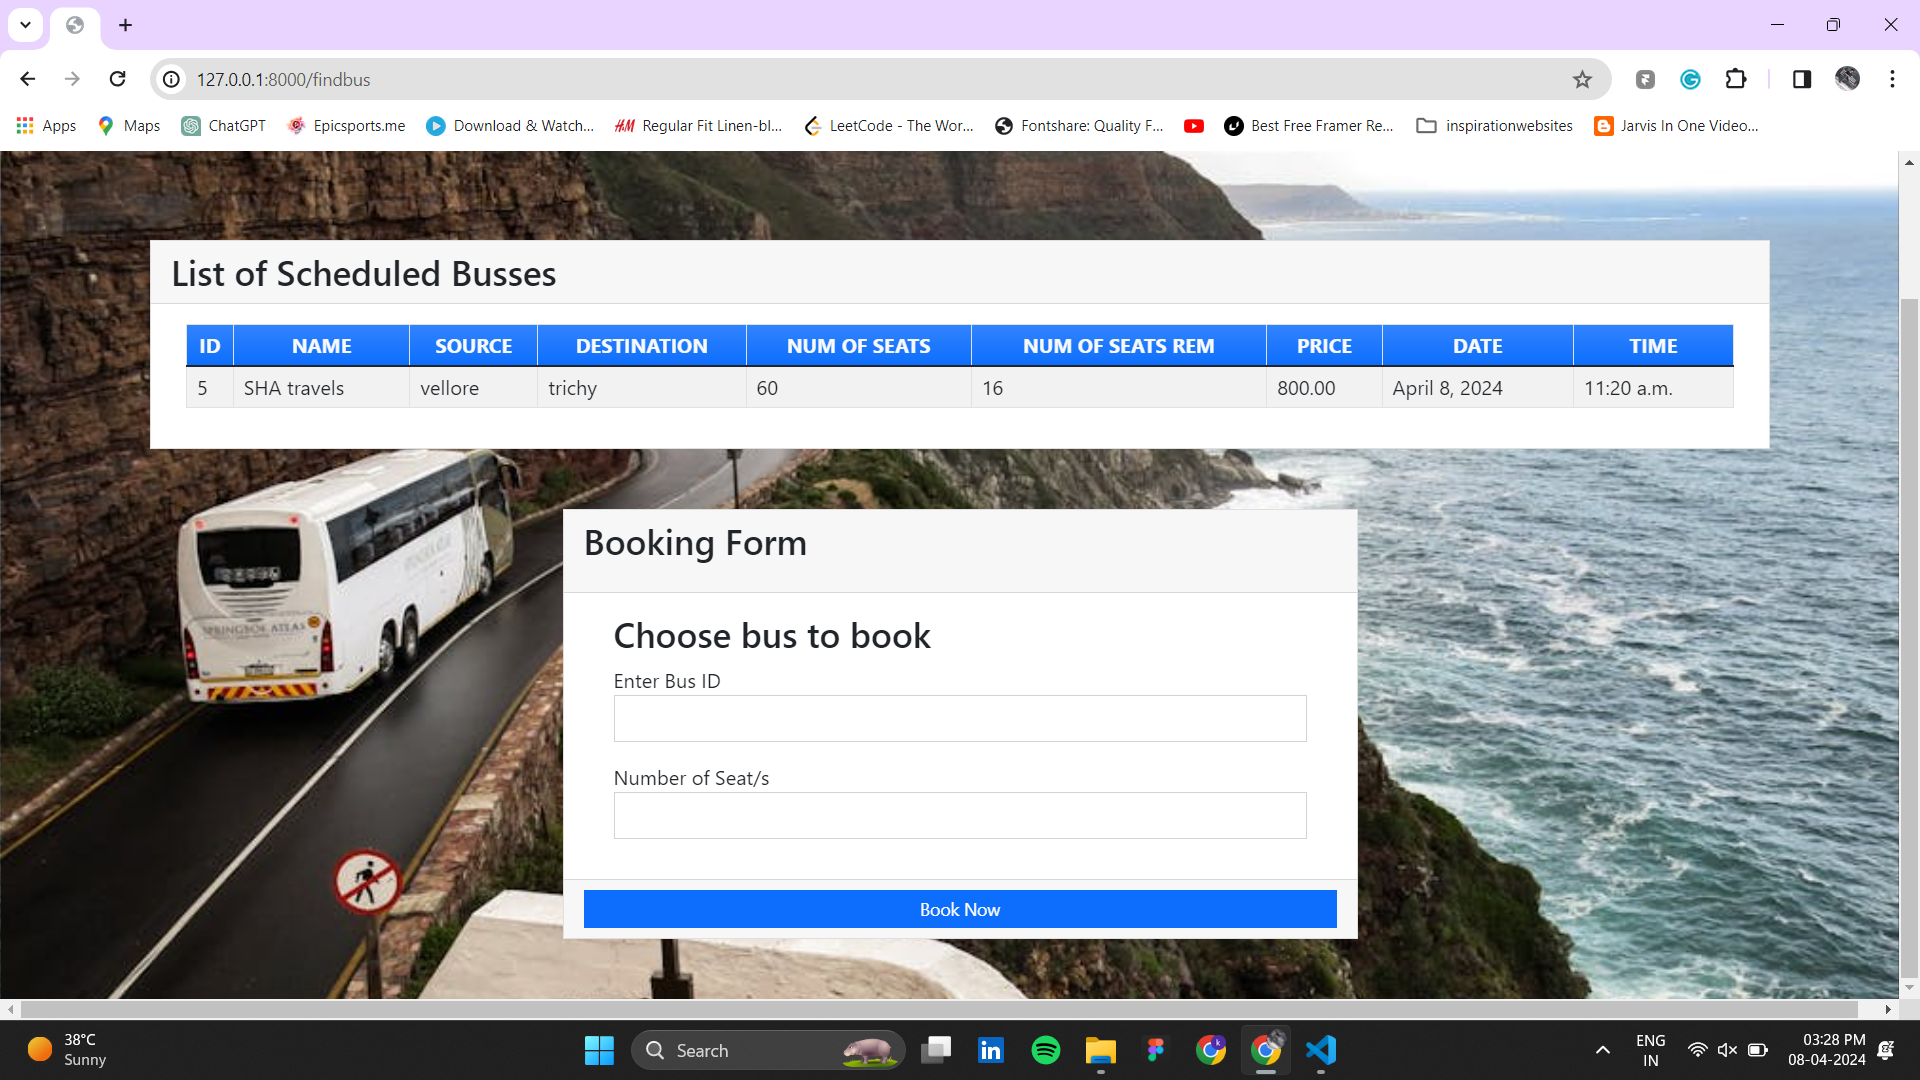 127.0.0.1:8000/findbus
Apps Maps ChatGPT Epicsports.me Download & Watch... HM Regular Fit Linen-bl... LeetCode - The Wor... Fontshare: Quality F... Best Free Framer Re... inspirationwebsites Jarvis In One Video...
List of Scheduled Busses
ID NAME SOURCE DESTINATION NUM OF SEATS NUM OF SEATS REM PRICE DATE TIME
5 SHA travels vellore trichy 60 16 800.00 April 8, 2024 11:20 a.m.
Booking Form
Choose bus to book
Enter Bus ID
Number of Seat/s
Book Now
SPRINGBOK ATLAS
38°C
Sunny
Search
ENG
IN
03:28 PM
08-04-2024